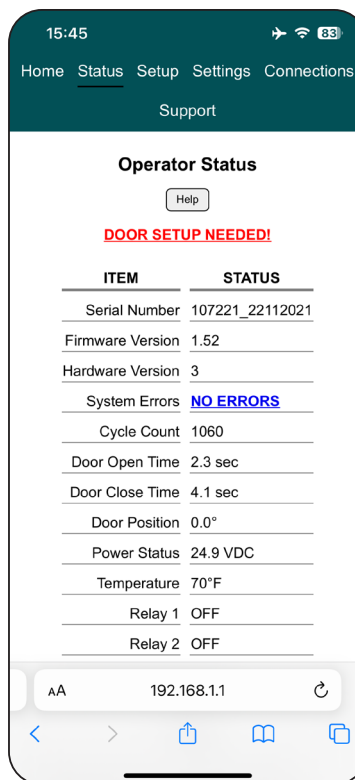 15:45
83
Home Status Setup Settings Connections
Support
Operator Status
Help
DOOR SETUP NEEDED!
ITEM STATUS
Serial Number 107221_22112021
Firmware Version 1.52
Hardware Version 3
System Errors NO ERRORS
Cycle Count 1060
Door Open Time 2.3 sec
Door Close Time 4.1 sec
Door Position 0.0°
Power Status 24.9 VDC
Temperature 70°F
Relay 1 OFF
Relay 2 OFF
AA 192.168.1.1